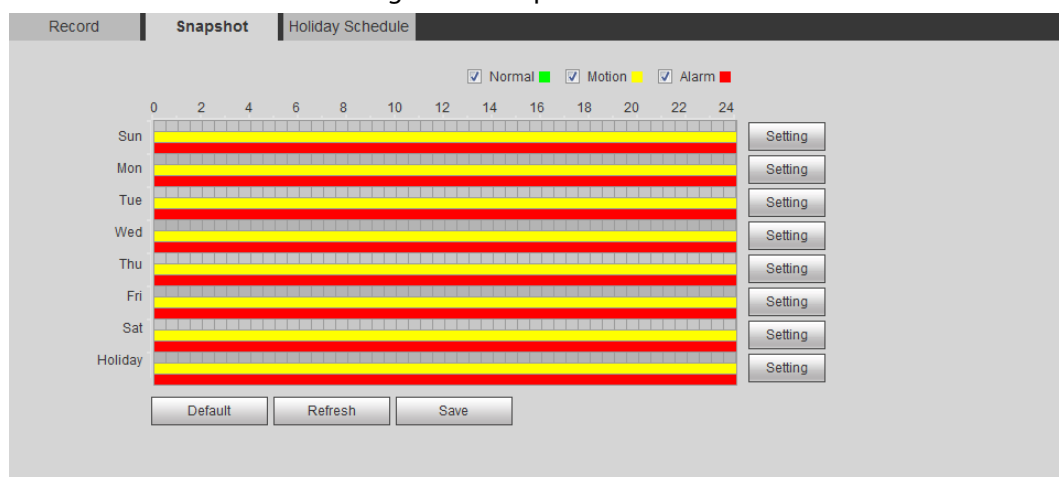 Record Snapshot Holiday Schedule
Normal Motion Alarm
0 2 4 6 8 10 12 14 16 18 20 22 24
Sun Setting
Mon Setting
Tue Setting
Wed Setting
Thu Setting
Fri Setting
Sat Setting
Holiday Setting
Default Refresh Save